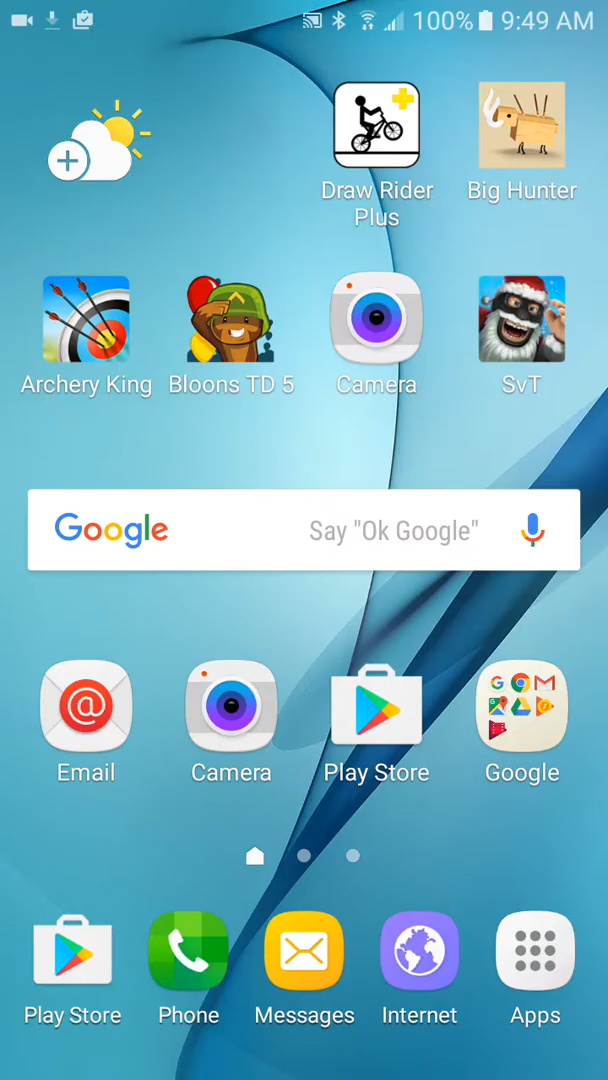 100% 9:49 AM
Draw Rider Plus
Big Hunter
Archery King
Bloons TD 5
Camera
SvT
Google
Say "Ok Google"
Email
Camera
Play Store
Google
Play Store
Phone
Messages
Internet
Apps